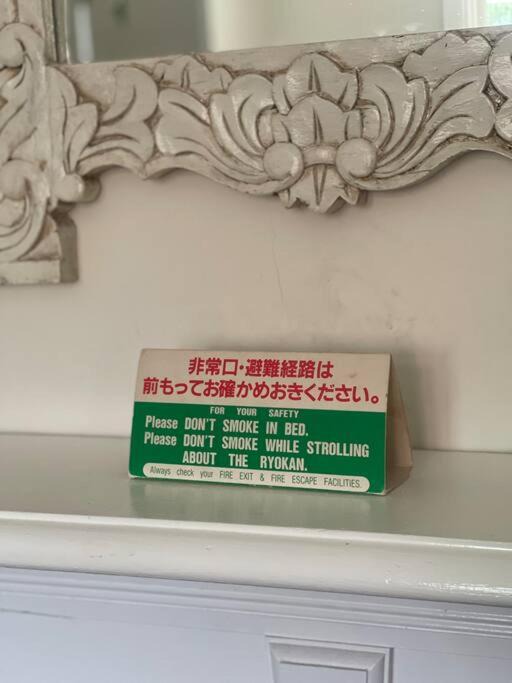 非常口・避難経路は
前もってお確かめおきください。
FOR YOUR SAFETY
Please DON'T SMOKE IN BED.
Please DON'T SMOKE WHILE STROLLING
ABOUT THE RYOKAN.
Always check your FIRE EXIT & FIRE ESCAPE FACILITIES.